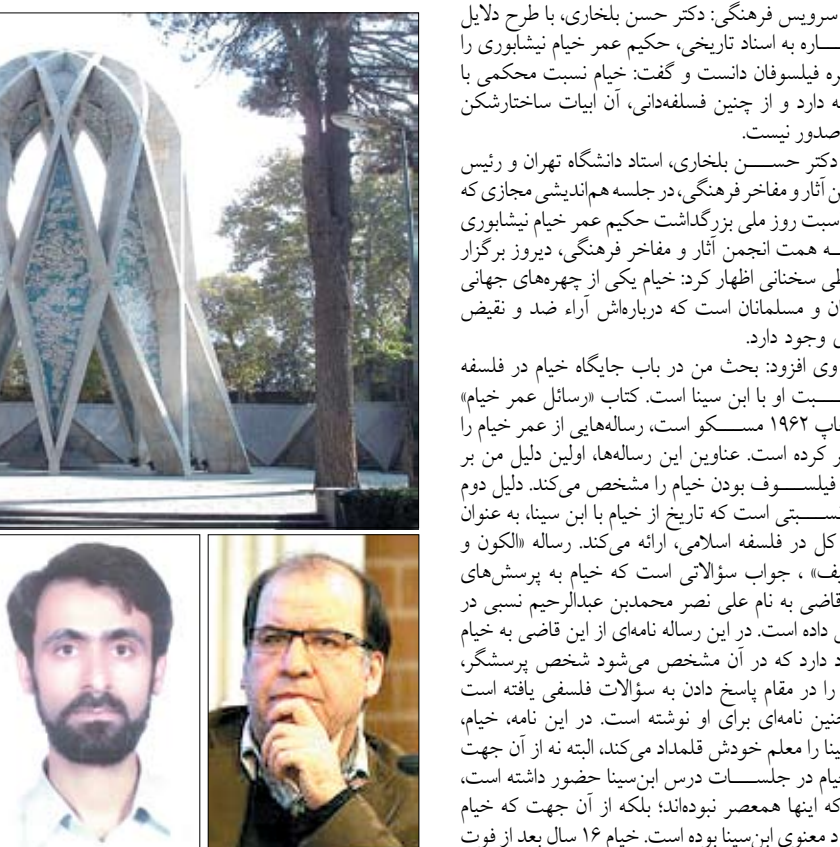 سرویس فرهنگی: دکتر حسن بلخاری، با طرح دلایل
اره به اسناد تاریخی، حکیم عمر خیام نیشابوری را
ره فیلسوفان دانست و گفت: خیام نسبت محکمی با
ه دارد و از چنین فسلفه‌دانی، آن ابیات ساختارشکن
صدور نیست.
دکتر حســـن بلخاری، استاد دانشگاه تهران و رئیس
ن آثار و مفاخر فرهنگی، در جلسه هم‌اندیشی مجازی که
سبت روز ملی بزرگداشت حکیم عمر خیام نیشابوری
ـه همت انجمن آثار و مفاخر فرهنگی، دیروز برگزار
طی سخنانی اظهار کرد: خیام یکی از چهره‌های جهانی
ان و مسلمانان است که درباره‌اش آراء ضد و نقیض
ی وجود دارد.
وی افزود: بحث من در باب جایگاه خیام در فلسفه
ـبت او با ابن سینا است. کتاب «رسائل عمر خیام»
اپ ۱۹۶۲ مســـکو است، رساله‌هایی از عمر خیام را
ر کرده است. عناوین این رساله‌ها، اولین دلیل من بر
فیلســـوف بودن خیام را مشخص می‌کند. دلیل دوم
ســـبتی است که تاریخ از خیام با ابن سینا، به عنوان
کل در فلسفه اسلامی، ارائه می‌کند. رساله «الکون و
یف» ، جواب سؤالاتی است که خیام به پرسش‌های
قاضی به نام علی نصر محمدبن عبدالرحیم نسبی در
ی داده است. در این رساله نامه‌ای از این قاضی به خیام
د دارد که در آن مشخص می‌شود شخص پرسشگر،
را در مقام پاسخ دادن به سؤالات فلسفی یافته است
نین نامه‌ای برای او نوشته است. در این نامه، خیام،
ینا را معلم خودش قلمداد می‌کند، البته نه از آن جهت
یام در جلســـات درس ابن‌سینا حضور داشته است،
که اینها همعصر نبوده‌اند؛ بلکه از آن جهت که خیام
د معنوی ابن‌سینا بوده است. خیام ۱۶ سال بعد از فوت